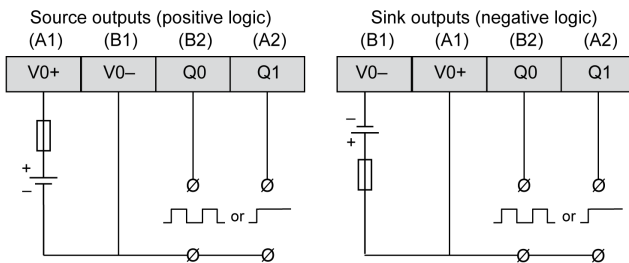 Source outputs (positive logic)
(A1) (B1) (B2) (A2)
V0+ V0– Q0 Q1
+
–
or
Sink outputs (negative logic)
(B1) (A1) (B2) (A2)
V0– V0+ Q0 Q1
–
+
or